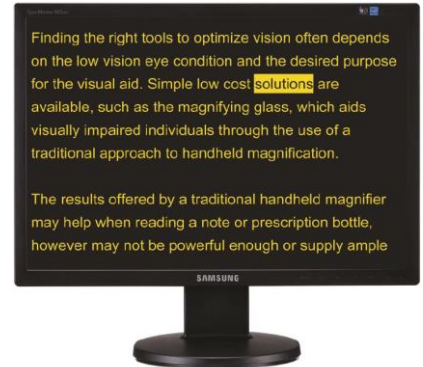 Finding the right tools to optimize vision often depends
on the low vision eye condition and the desired purpose
for the visual aid. Simple low cost solutions are
available, such as the magnifying glass, which aids
visually impaired individuals through the use of a
traditional approach to handheld magnification.
The results offered by a traditional handheld magnifier
may help when reading a note or prescription bottle,
however may not be powerful enough or supply ample
SAMSUNG